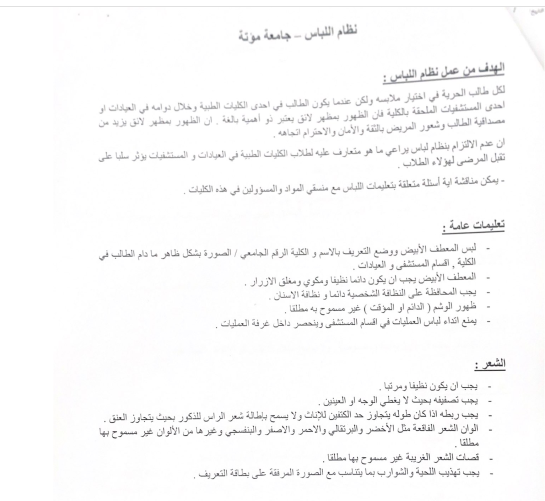 نظام اللباس – جامعة مؤتة
الهدف من عمل نظام اللباس :
لكل طالب الحرية في اختيار ملابسه ولكن عندما يكون الطالب في احدى الكليات الطبية وخلال دوامه في العيادات او
احدى المستشفيات الملحقة بالكلية فان الظهور بمظهر لائق يعتبر ذو أهمية بالغة . ان الظهور بمظهر لائق يزيد من
مصداقية الطالب وشعور المريض بالثقة والأمان والاحترام اتجاهه .
ان عدم الالتزام بنظام لباس يراعي ما هو متعارف عليه لطلاب الكليات الطبية في العيادات و المستشفيات يؤثر سلبا على
تقبل المرضى لهؤلاء الطلاب .
- يمكن مناقشة اية أسئلة متعلقة بتعليمات اللباس مع منسقي المواد والمسؤولين في هذه الكليات .
تعليمات عامة :
- لبس المعطف الأبيض ووضع التعريف بالاسم و الكلية الرقم الجامعي / الصورة بشكل ظاهر ما دام الطالب في
الكلية , اقسام المستشفى و العيادات .
- المعطف الأبيض يجب ان يكون دائما نظيفا ومكوي ومغلق الازرار .
- يجب المحافظة على النظافة الشخصية دائما و نظافة الاسنان .
- ظهور الوشم ( الدائم او المؤقت ) غير مسموح به مطلقا .
- يمنع اتداء لباس العمليات في اقسام المستشفى وينحصر داخل غرفة العمليات .
الشعر :
- يجب ان يكون نظيفا ومرتبا .
- يجب تصفيفه بحيث لا يغطي الوجه او العينين .
- يجب ربطه اذا كان طوله يتجاوز حد الكتفين للإناث ولا يسمح بإطالة شعر الراس للذكور بحيث يتجاوز العنق .
- الوان الشعر الفاقعة مثل الأخضر والبرتقالي والاحمر والاصفر والبنفسجي وغيرها من الألوان غير مسموح بها
مطلقا .
- قصات الشعر الغريبة غير مسموح بها مطلقا .
- يجب تهذيب اللحية والشوارب بما يتناسب مع الصورة المرفقة على بطاقة التعريف .